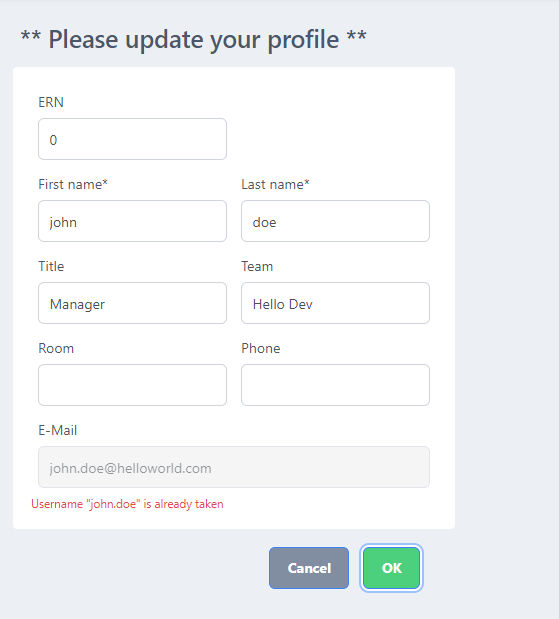 ** Please update your profile **
ERN
0
First name* Last name*
john doe
Title Team
Manager Hello Dev
Room Phone
E-Mail
john.doe@helloworld.com
Username "john.doe" is already taken
Cancel OK